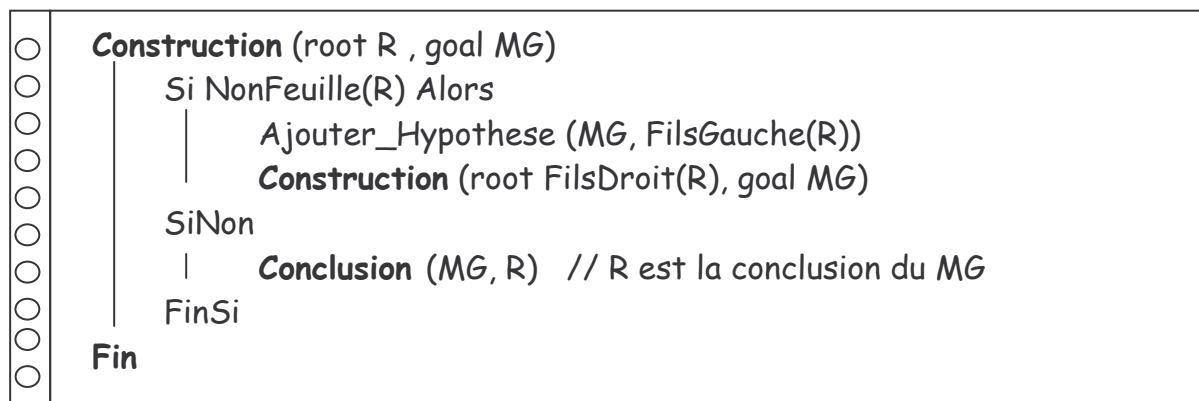 Construction (root R , goal MG)
Si NonFeuille(R) Alors
Ajouter_Hypothese (MG, FilsGauche(R))
Construction (root FilsDroit(R), goal MG)
SiNon
Conclusion (MG, R) // R est la conclusion du MG
FinSi
Fin